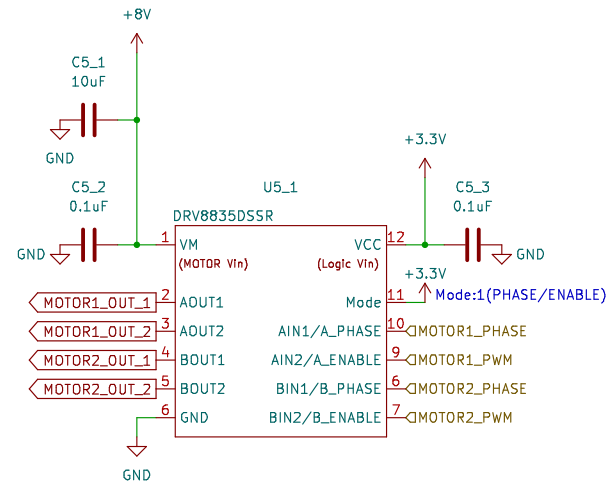 +8V
C5_1
10uF
GND
+3.3V
C5_2
0.1uF
U5_1
C5_3
0.1uF
DRV8835DSSR
GND
1
VM
VCC
12
GND
(MOTOR Vin)
(Logic Vin)
+3.3V
Mode:1(PHASE/ENABLE)
MOTOR1_OUT_1
2
AOUT1
Mode
11
MOTOR1_OUT_2
3
AOUT2
AIN1/A_PHASE
10
MOTOR1_PHASE
MOTOR2_OUT_1
4
BOUT1
AIN2/A_ENABLE
9
MOTOR1_PWM
MOTOR2_OUT_2
5
BOUT2
BIN1/B_PHASE
6
MOTOR2_PHASE
6
GND
BIN2/B_ENABLE
7
MOTOR2_PWM
GND